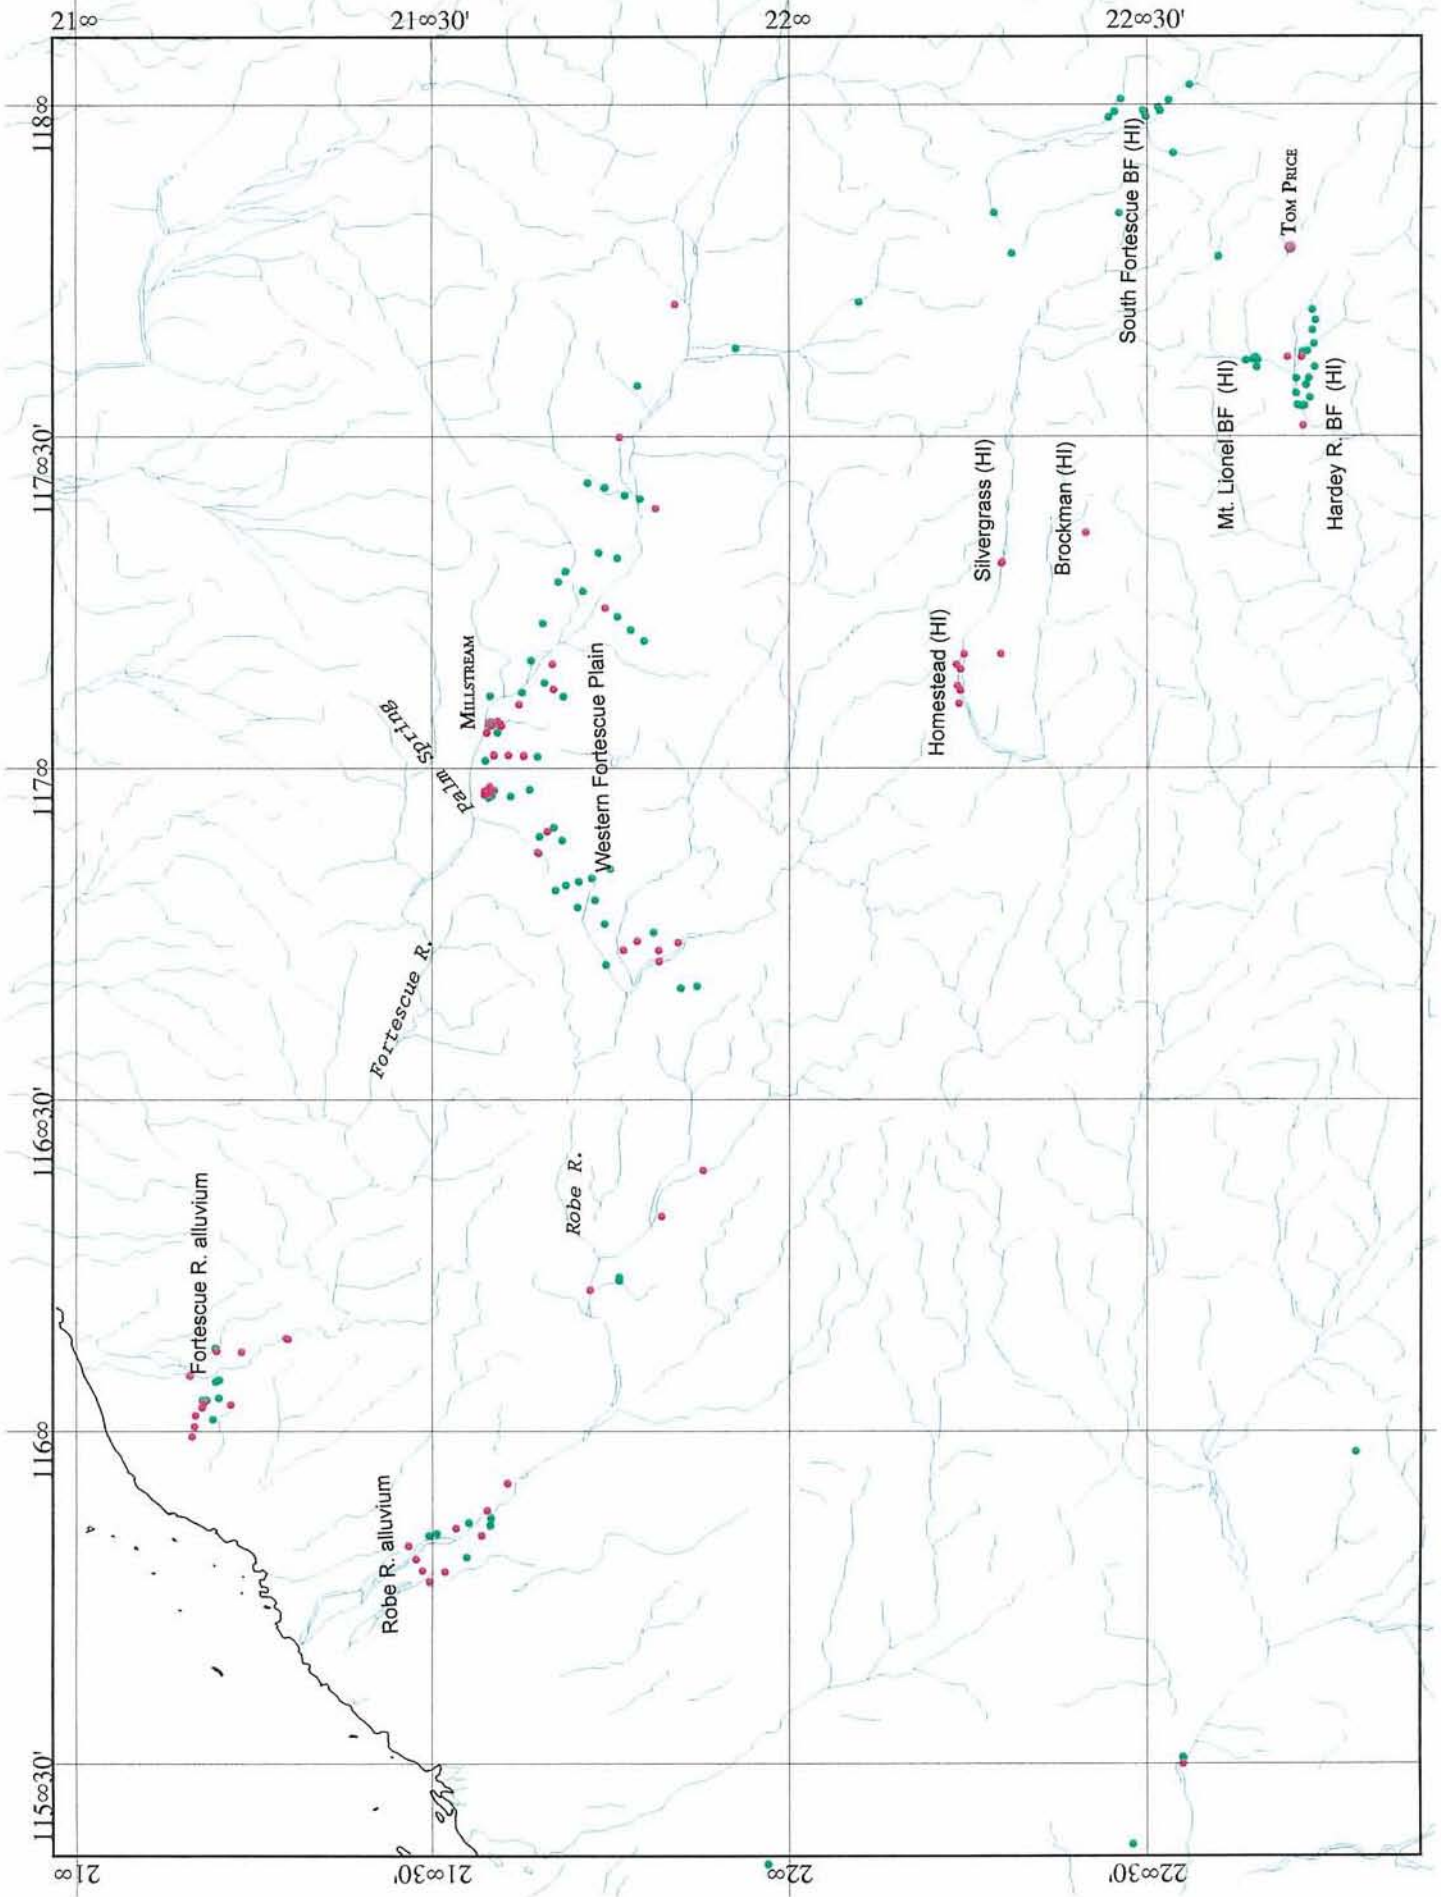 21∞
21∞30'
22∞
22∞30'
118∞
117∞30'
117∞
116∞30'
116∞
115∞30'
21∞
21∞30'
22∞
22∞30'
South Fortescue BF (HI)
TOM PRICE
Mt. Lionel BF (HI)
Hardey R. BF (HI)
Silvergrass (HI)
Brockman (HI)
Homestead (HI)
MILLSTREAM
Palm Spring
Western Fortescue Plain
Fortescue R.
Robe R.
Fortescue R. alluvium
Robe R. alluvium